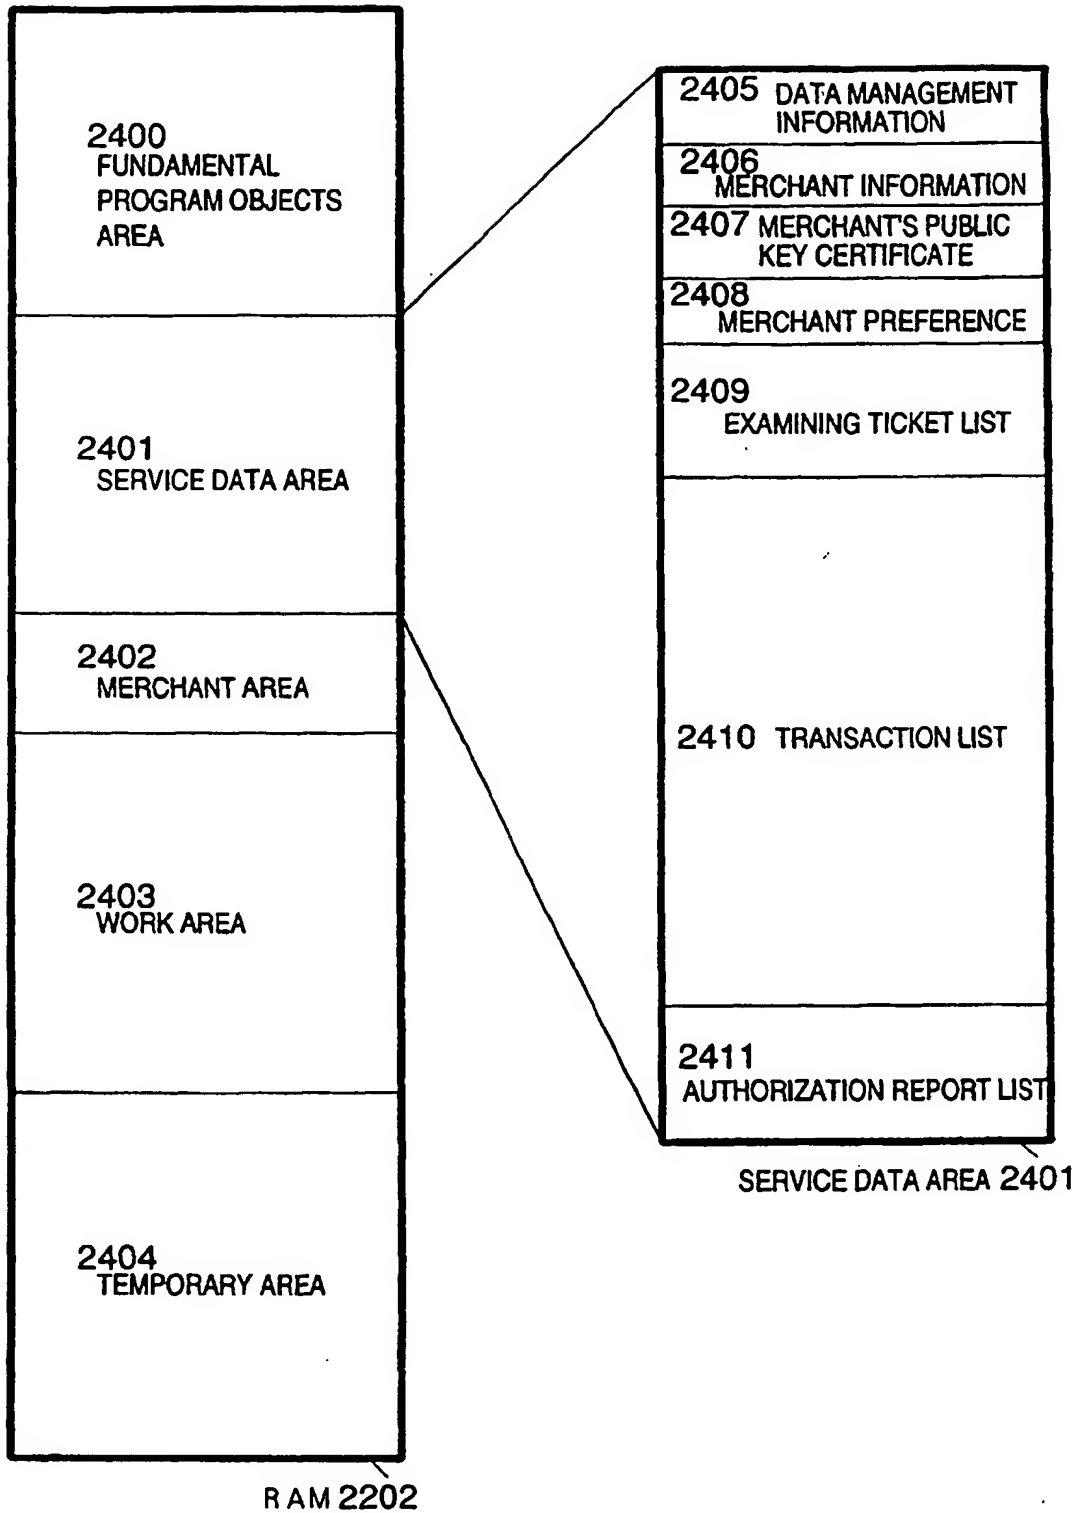 2400
FUNDAMENTAL
PROGRAM OBJECTS
AREA
2401
SERVICE DATA AREA
2402
MERCHANT AREA
2403
WORK AREA
2404
TEMPORARY AREA
RAM 2202
2405 DATA MANAGEMENT
INFORMATION
2406
MERCHANT INFORMATION
2407 MERCHANT'S PUBLIC
KEY CERTIFICATE
2408
MERCHANT PREFERENCE
2409
EXAMINING TICKET LIST
2410 TRANSACTION LIST
2411
AUTHORIZATION REPORT LIST
SERVICE DATA AREA 2401